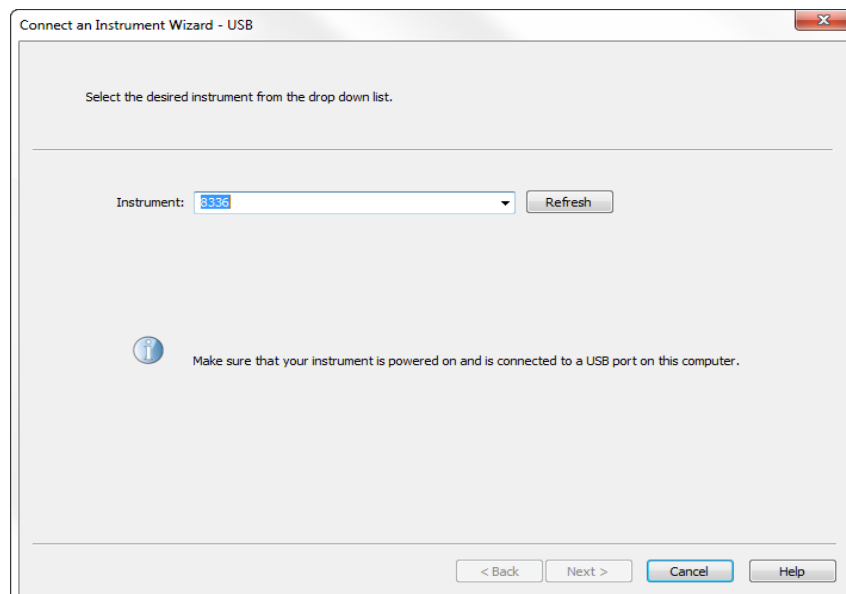 Connect an Instrument Wizard - USB
Select the desired instrument from the drop down list.
Instrument: 8336 Refresh
Make sure that your instrument is powered on and is connected to a USB port on this computer.
< Back Next > Cancel Help